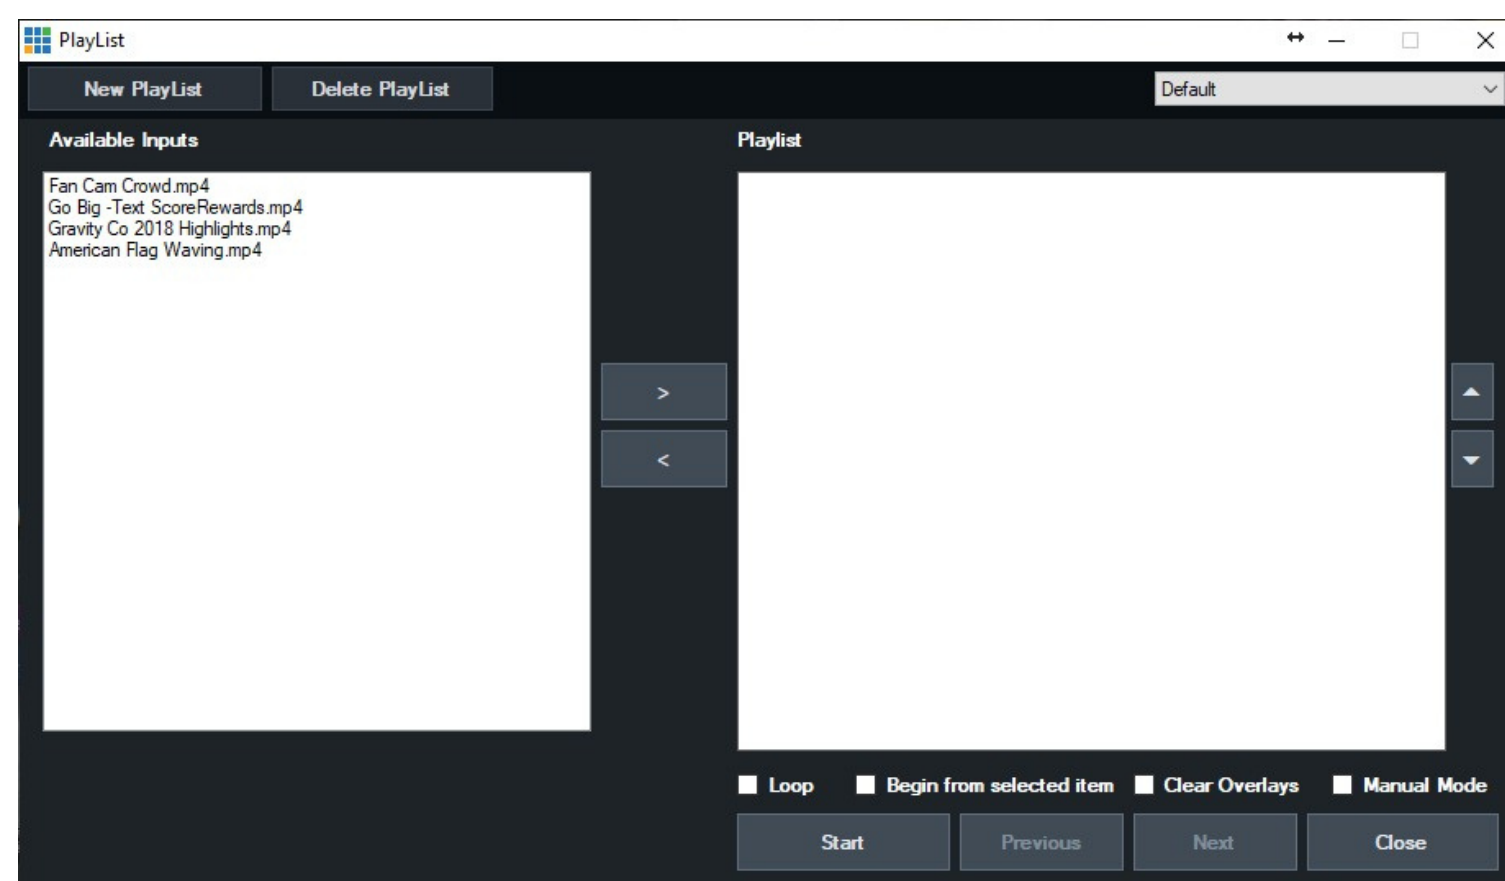 PlayList
New PlayList
Delete PlayList
Default
Available Inputs
Playlist
Fan Cam Crowd.mp4
Go Big -Text ScoreRewards.mp4
Gravity Co 2018 Highlights.mp4
American Flag Waving.mp4
>
<
Loop
Begin from selected item
Clear Overlays
Manual Mode
Start
Previous
Next
Close